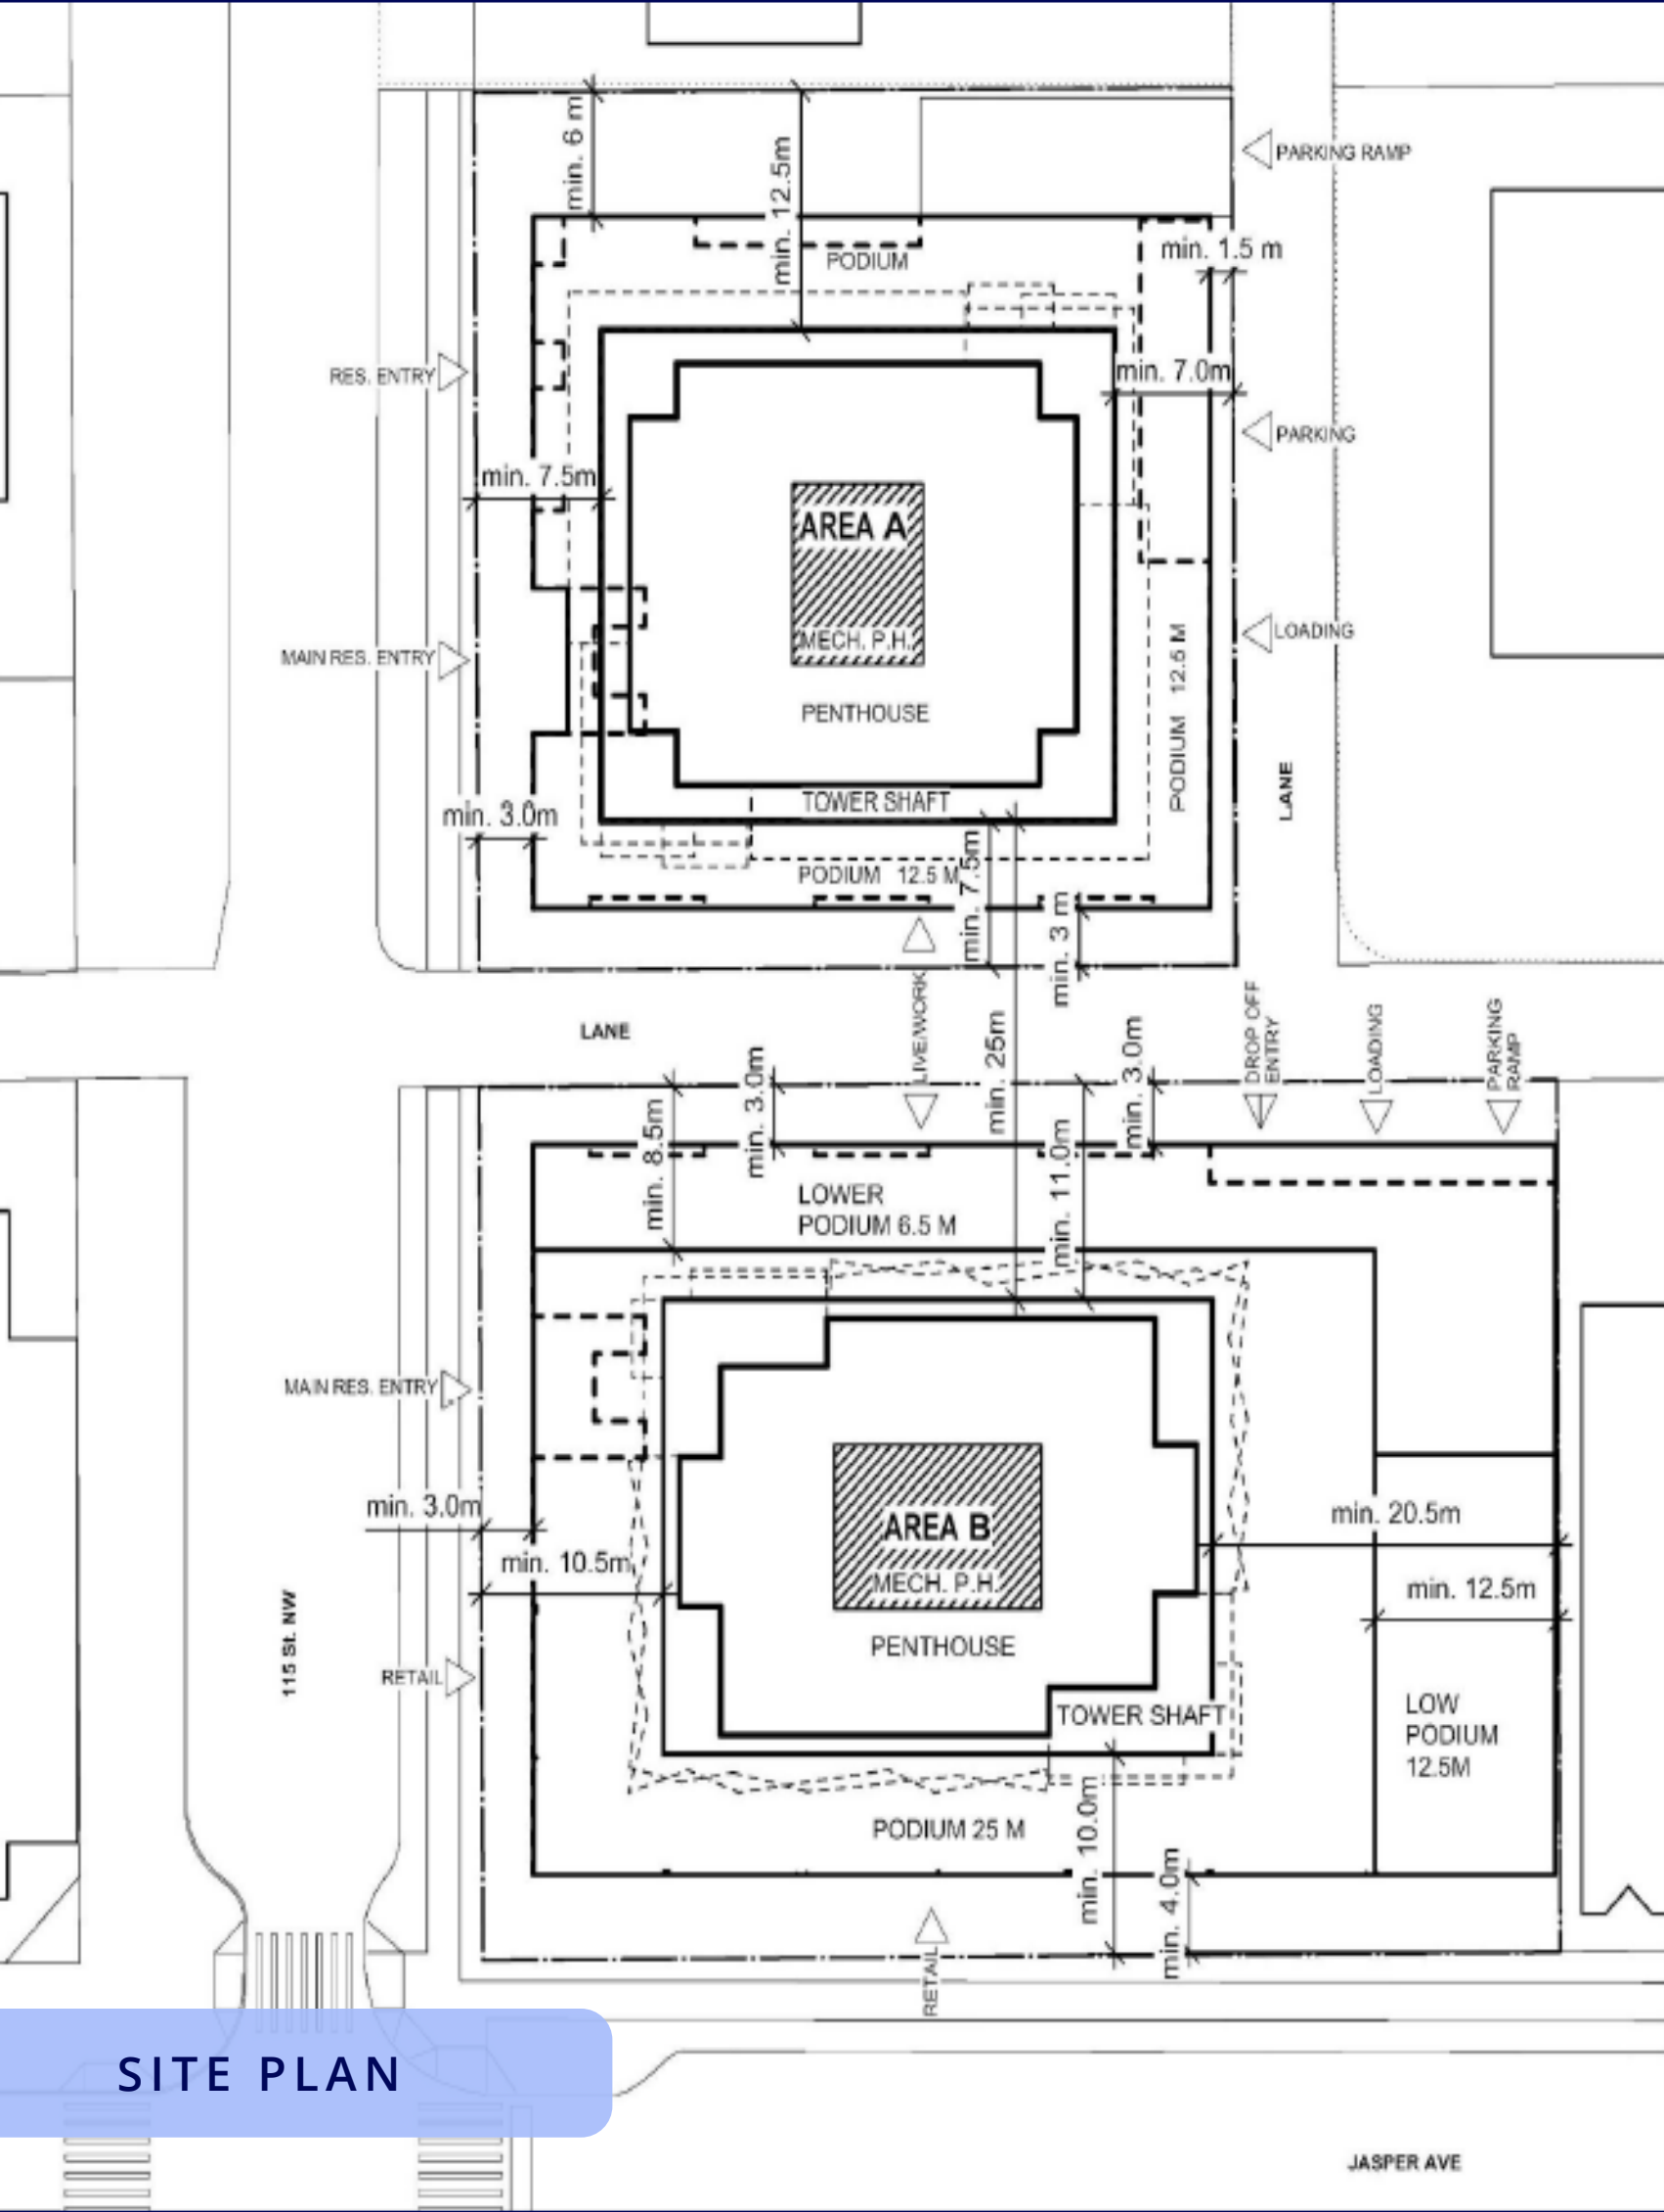 min. 6 m
min. 12.5m
PARKING RAMP
min. 1.5 m
PODIUM
RES. ENTRY
min. 7.0m
PARKING
min. 7.5m
AREA A
MECH. P.H.
LOADING
MAIN RES. ENTRY
PENTHOUSE
PODIUM 12.5 M
LANE
TOWER SHAFT
min. 3.0m
PODIUM 12.5 M
min. 7.5m
min. 3 m
LANE
LIVE/WORK
min. 25m
DROP OFF
ENTRY
LOADING
PARKING
RAMP
min. 8.5m
min. 3.0m
min. 11.0m
min. 3.0m
LOWER
PODIUM 6.5 M
MAIN RES. ENTRY
min. 3.0m
min. 10.5m
AREA B
MECH. P.H.
min. 20.5m
min. 12.5m
115 St. NW
RETAIL
PENTHOUSE
TOWER SHAFT
LOW
PODIUM
12.5M
PODIUM 25 M
min. 10.0m
min. 4.0m
RETAIL
SITE PLAN
JASPER AVE